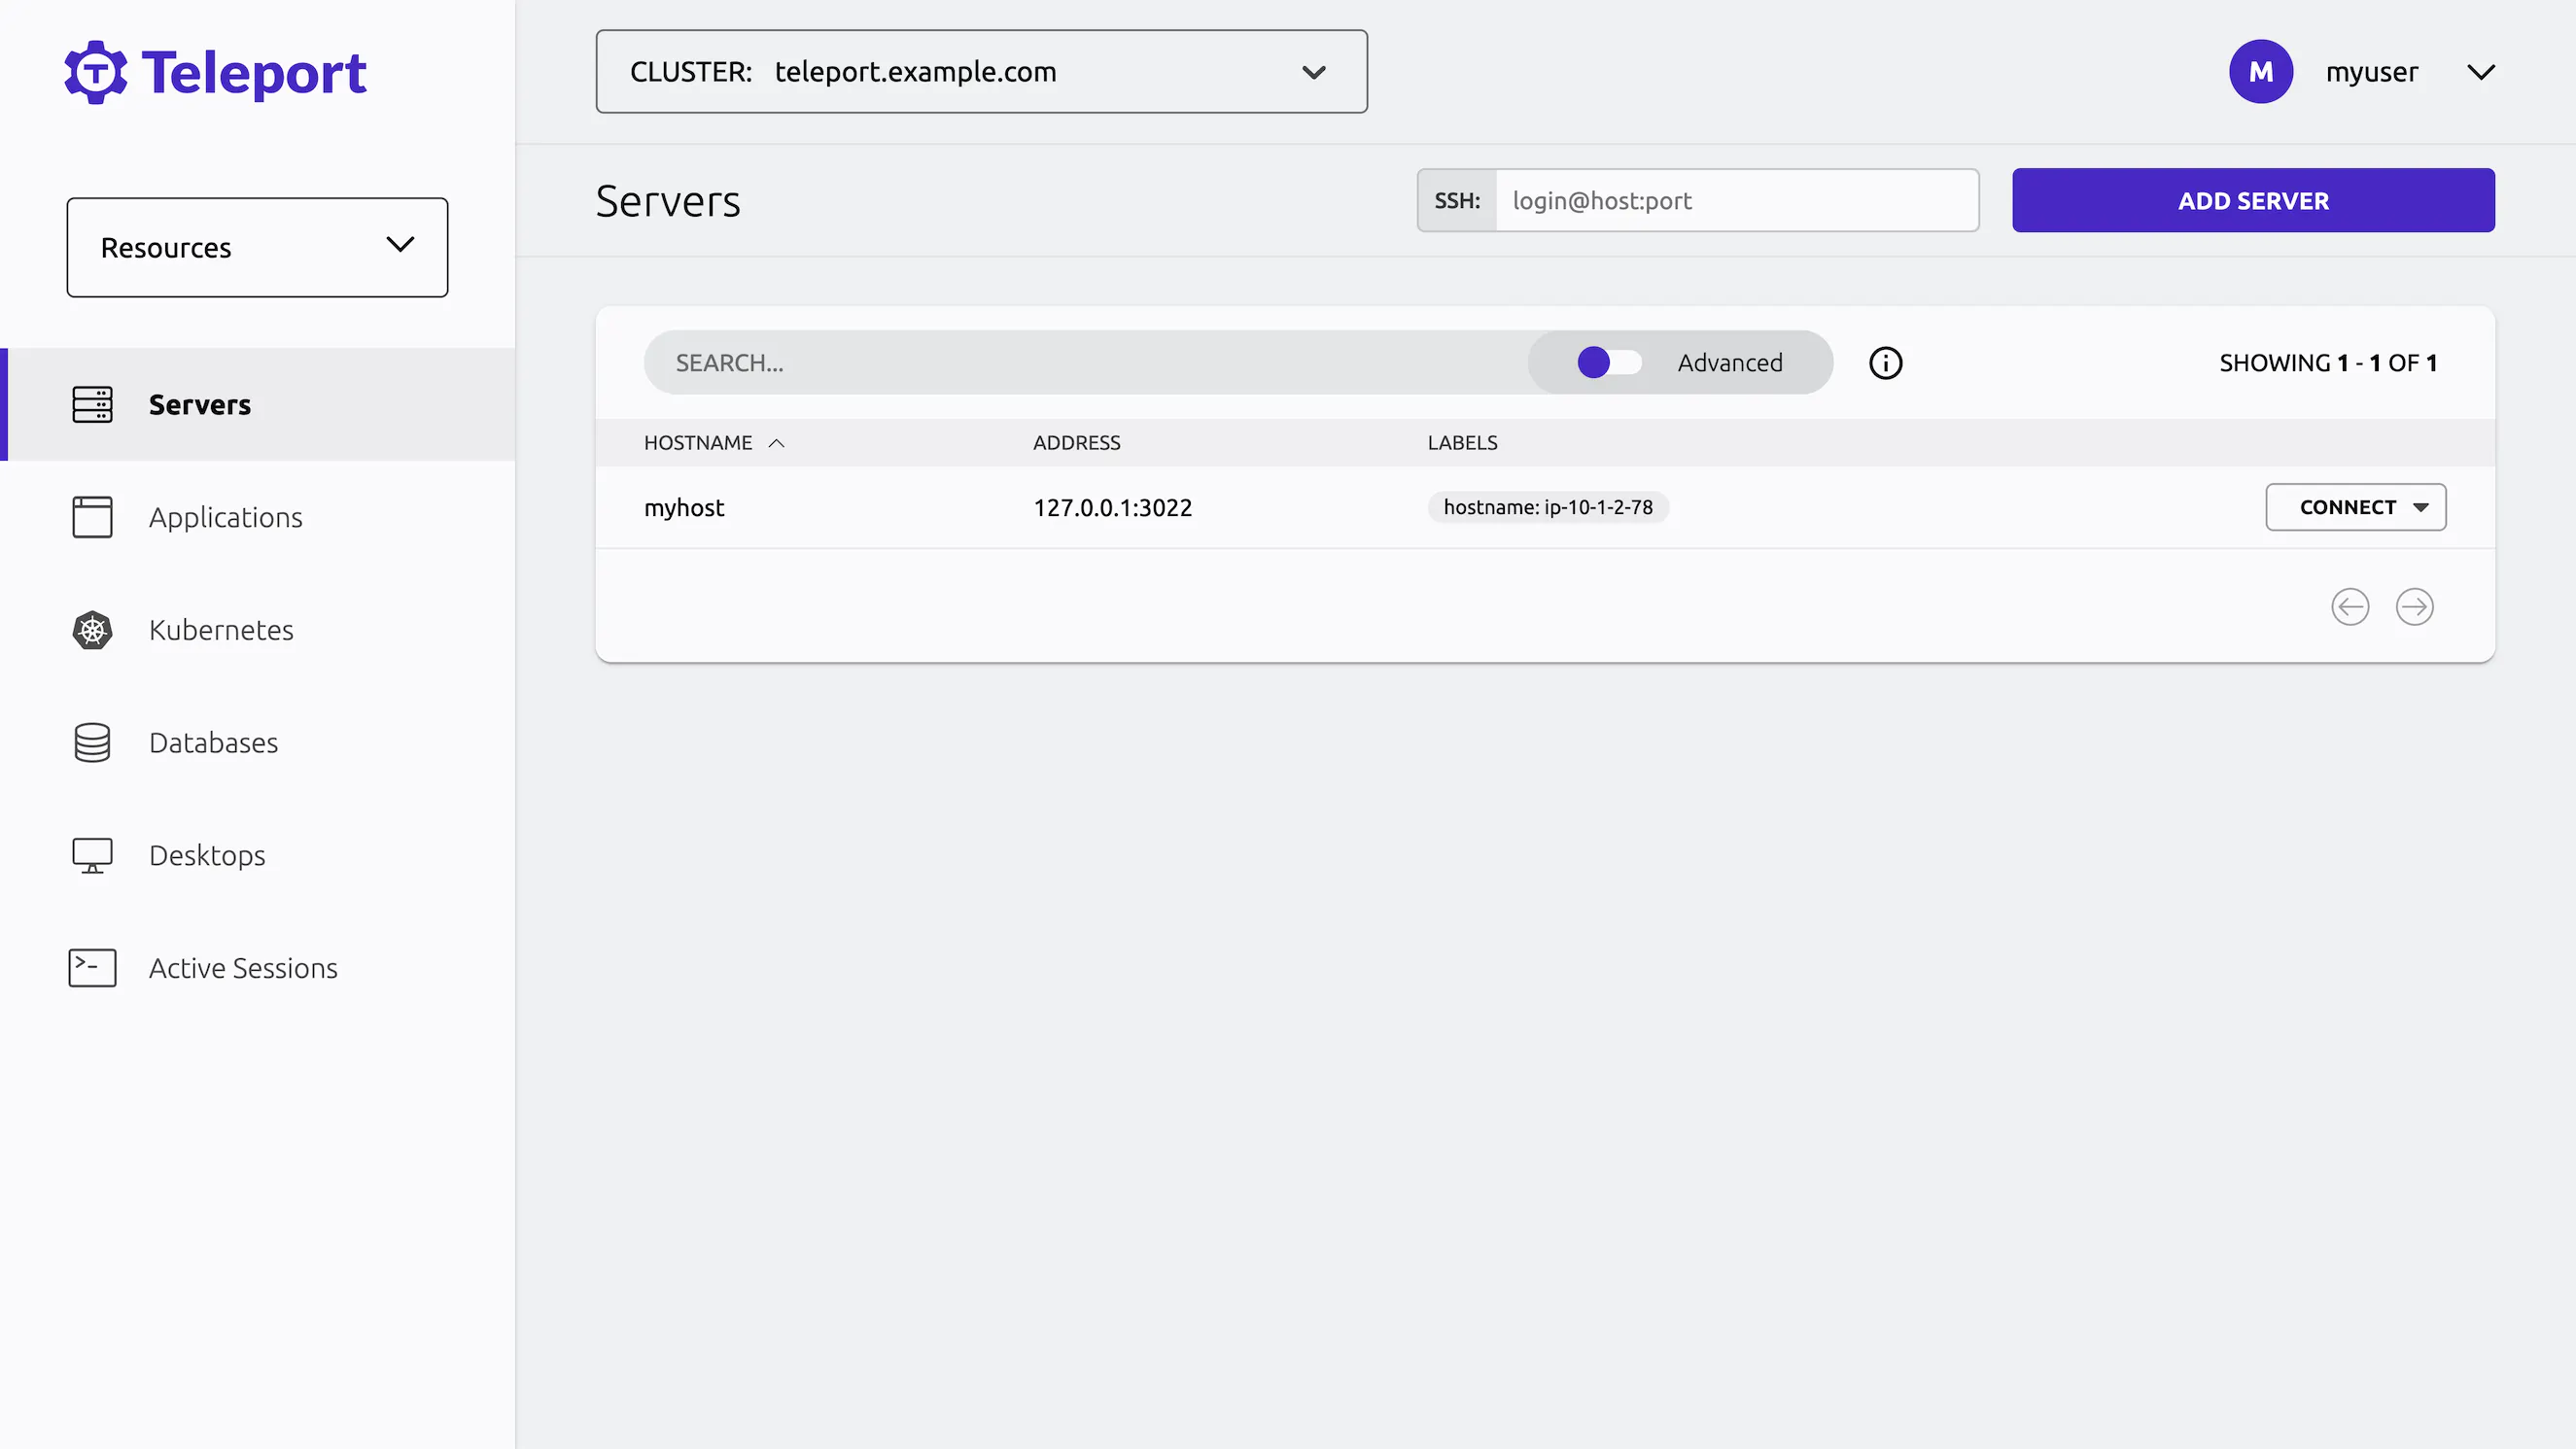 Teleport
CLUSTER: teleport.example.com
M myuser
Resources
Servers
SSH: login@host:port
ADD SERVER
Servers
Applications
Kubernetes
Databases
Desktops
>- Active Sessions
SEARCH... Advanced
SHOWING 1 - 1 OF 1
HOSTNAME ADDRESS LABELS
myhost 127.0.0.1:3022 hostname: ip-10-1-2-78 CONNECT